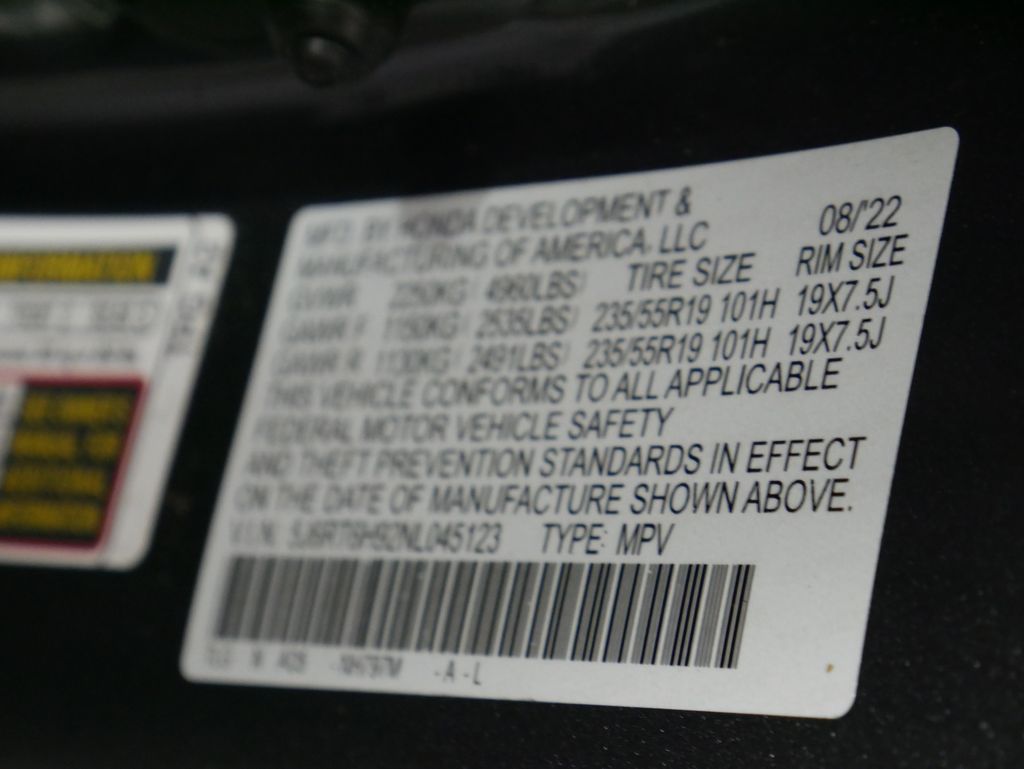 MFD. BY HONDA DEVELOPMENT &
MANUFACTURING OF AMERICA, LLC 08/'22
GVWR 2250KG( 4960LBS) TIRE SIZE RIM SIZE
GAWR F 1150KG( 2535LBS) 235/55R19 101H 19X7.5J
GAWR R 1130KG( 2491LBS) 235/55R19 101H 19X7.5J
THIS VEHICLE CONFORMS TO ALL APPLICABLE
FEDERAL MOTOR VEHICLE SAFETY
AND THEFT PREVENTION STANDARDS IN EFFECT
ON THE DATE OF MANUFACTURE SHOWN ABOVE.
V.I.N. 5J6RT6H92NL045123 TYPE: MPV
NH797M -A-L
INFORMATION